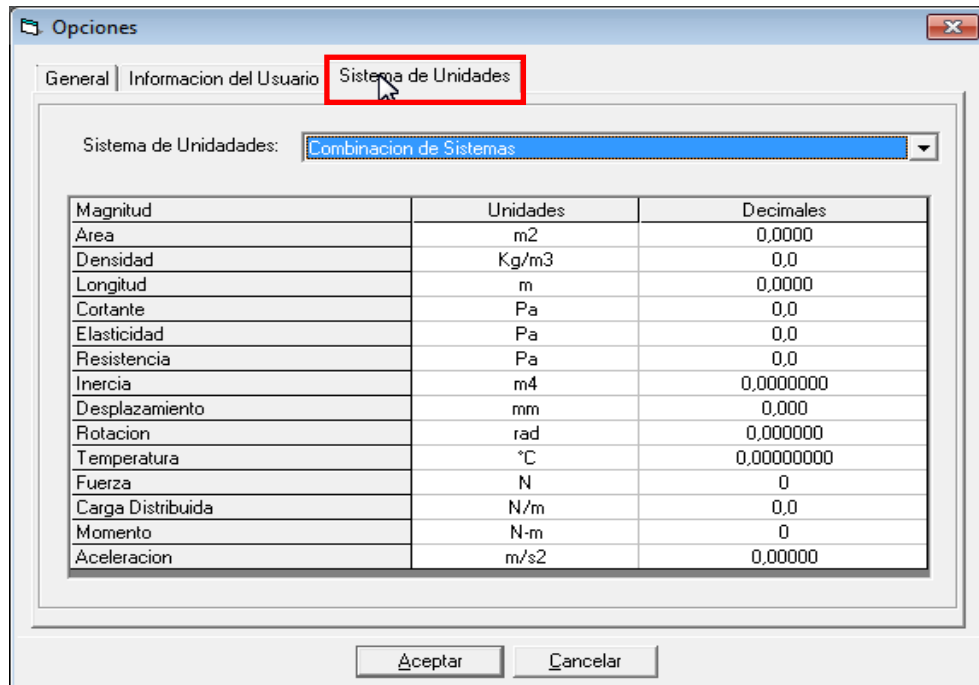 Opciones
General Informacion del Usuario Sistema de Unidades
Sistema de Unidadades: Combinacion de Sistemas
Magnitud Unidades Decimales
Area m2 0,0000
Densidad Kg/m3 0,0
Longitud m 0,0000
Cortante Pa 0,0
Elasticidad Pa 0,0
Resistencia Pa 0,0
Inercia m4 0,0000000
Desplazamiento mm 0,000
Rotacion rad 0,000000
Temperatura °C 0,00000000
Fuerza N 0
Carga Distribuida N/m 0,0
Momento N-m 0
Aceleracion m/s2 0,00000
Aceptar Cancelar